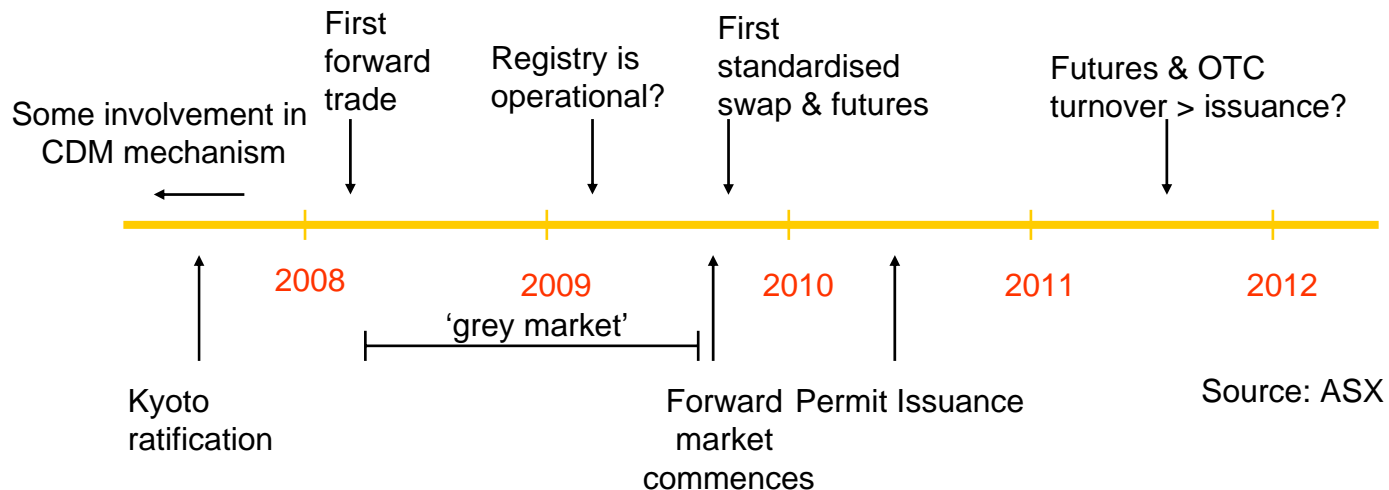 First
forward
trade
Registry is
operational?
First
standardised
swap & futures
Futures & OTC
turnover > issuance?
Some involvement in
CDM mechanism
2008
2009
2010
2011
2012
‘grey market’
Kyoto
ratification
Forward
market
commences
Permit Issuance
Source: ASX